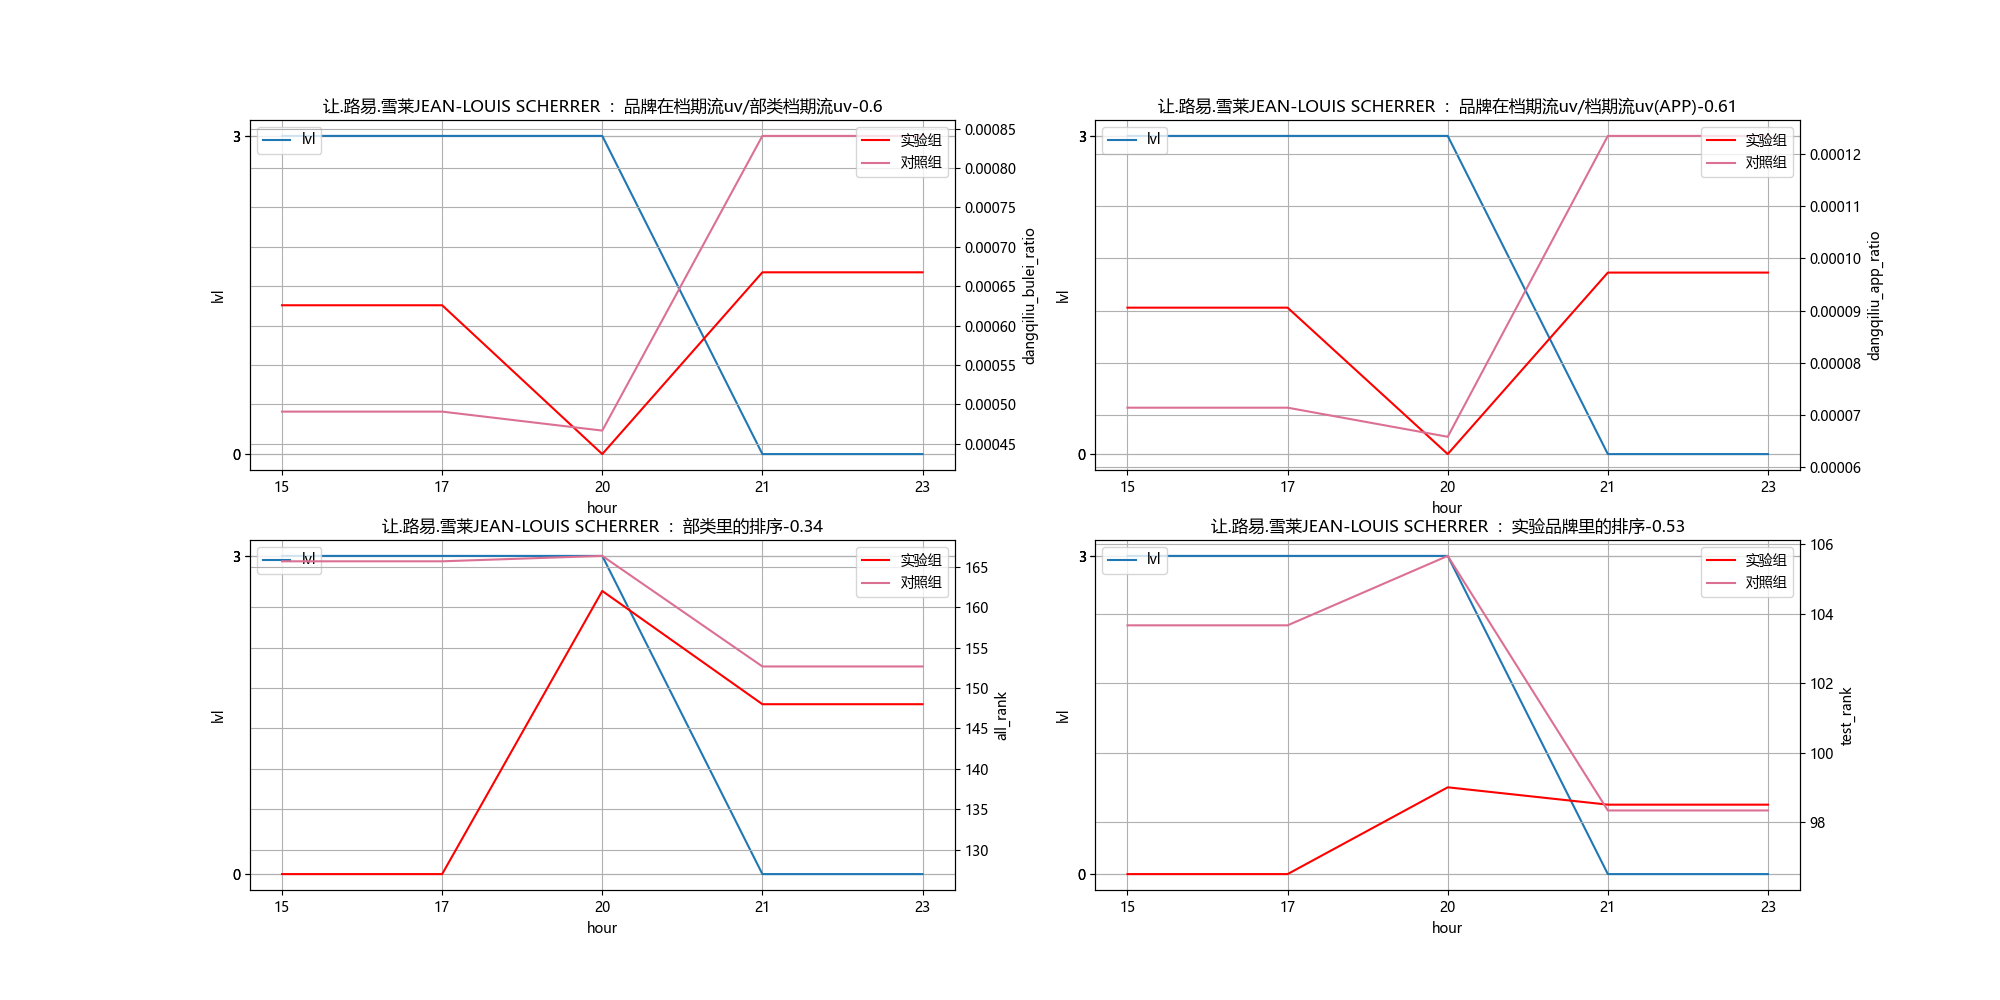 让.路易.雪莱JEAN-LOUIS SCHERRER : 品牌在档期流uv/部类档期流uv-0.6
lvl
实验组
对照组
3
0
lvl
0.00085
0.00080
0.00075
0.00070
0.00065
0.00060
0.00055
0.00050
0.00045
dangqiliu_bulei_ratio
15 17 20 21 23
hour
让.路易.雪莱JEAN-LOUIS SCHERRER : 品牌在档期流uv/档期流uv(APP)-0.61
lvl
实验组
对照组
3
0
lvl
0.00012
0.00011
0.00010
0.00009
0.00008
0.00007
0.00006
dangqiliu_app_ratio
15 17 20 21 23
hour
让.路易.雪莱JEAN-LOUIS SCHERRER : 部类里的排序-0.34
lvl
实验组
对照组
3
0
lvl
165
160
155
150
145
140
135
130
all_rank
15 17 20 21 23
hour
让.路易.雪莱JEAN-LOUIS SCHERRER : 实验品牌里的排序-0.53
lvl
实验组
对照组
3
0
lvl
106
104
102
100
98
test_rank
15 17 20 21 23
hour